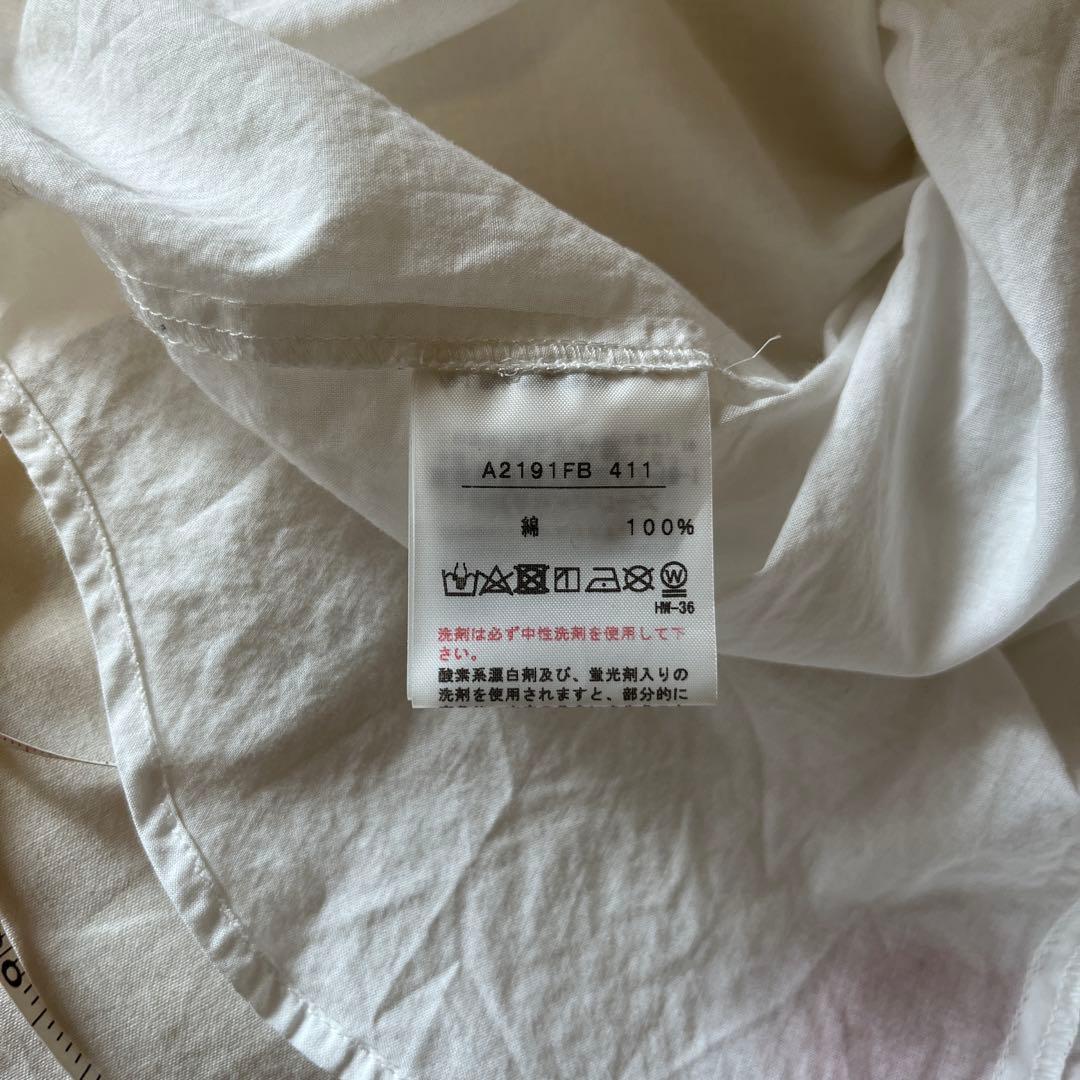 A2191FB 411
綿 100%
W
HW-36
洗剤は必ず中性洗剤を使用して下
さい。
酸素系漂白剤及び、蛍光剤入りの
洗剤を使用されますと、部分的に
8